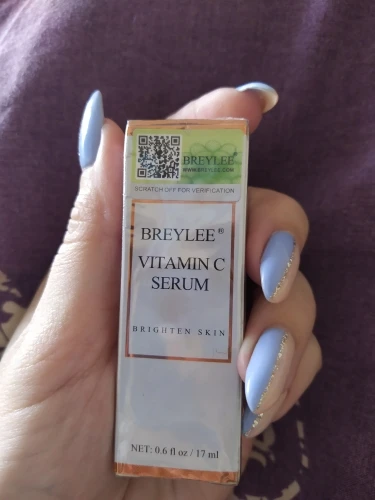 BREYLEE
WWW.BREYLEE.COM
SCRATCH OFF FOR VERIFICATION
BREYLEE®
VITAMIN C
SERUM
BRIGHTEN SKIN
NET: 0.6 fl oz / 17 ml